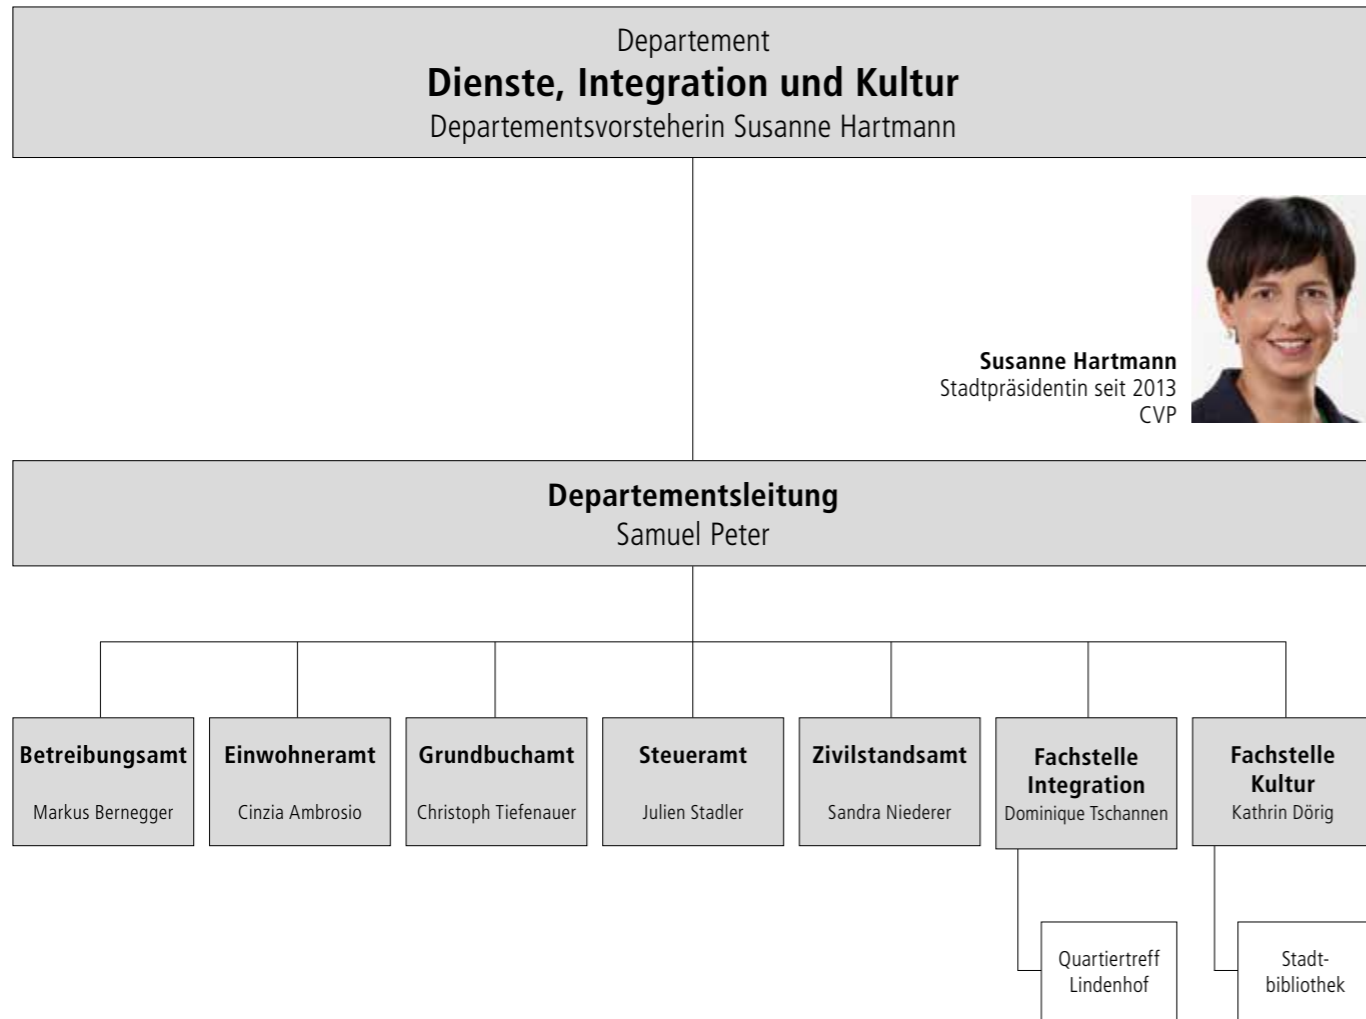 Departement
Dienste, Integration und Kultur
Departementsvorsteherin Susanne Hartmann
Susanne Hartmann
Stadtpräsidentin seit 2013
CVP
Departementsleitung
Samuel Peter
Betreibungsamt
Markus Bernegger
Einwohneramt
Cinzia Ambrosio
Grundbuchamt
Christoph Tiefenauer
Steueramt
Julien Stadler
Zivilstandsamt
Sandra Niederer
Fachstelle
Integration
Dominique Tschannen
Fachstelle
Kultur
Kathrin Dörig
Quartiertreff
Lindenhof
Stadt-
bibliothek